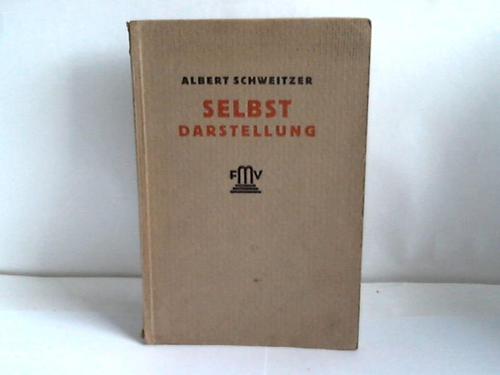 ALBERT SCHWEITZER
SELBST
DARSTELLUNG
FMV